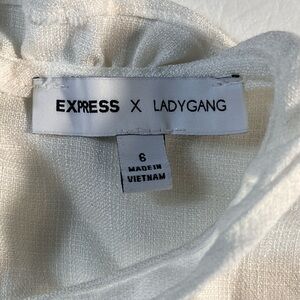 EXPRESS X LADYGANG
6
MADE IN
VIETNAM